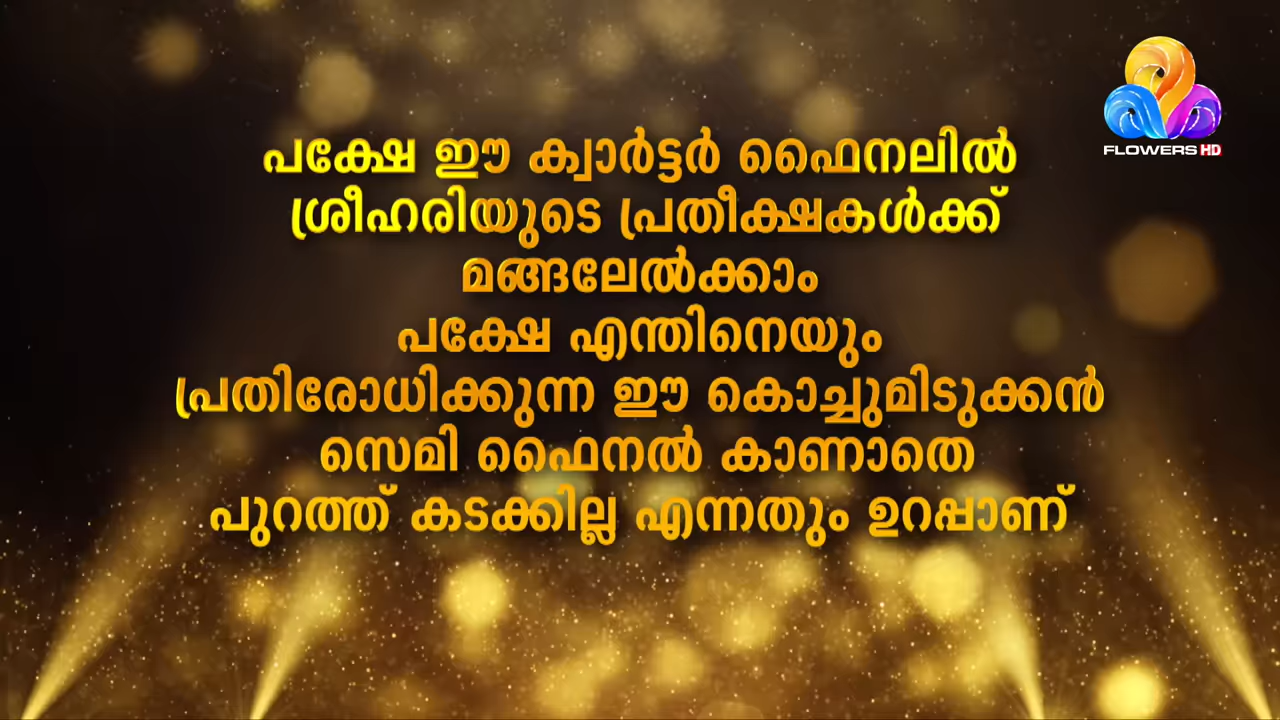 പക്ഷേ ഈ ക്വാർട്ടർ ഫൈനലിൽ
ശ്രീഹരിയുടെ പ്രതീക്ഷകൾക്ക്
മങ്ങലേൽക്കാം
പക്ഷേ എന്തിനെയും
പ്രതിരോധിക്കുന്ന ഈ കൊച്ചുമിടുക്കൻ
സെമി ഫൈനൽ കാണാതെ
പുറത്ത് കടക്കില്ല എന്നതും ഉറപ്പാണ്
FLOWERS HD